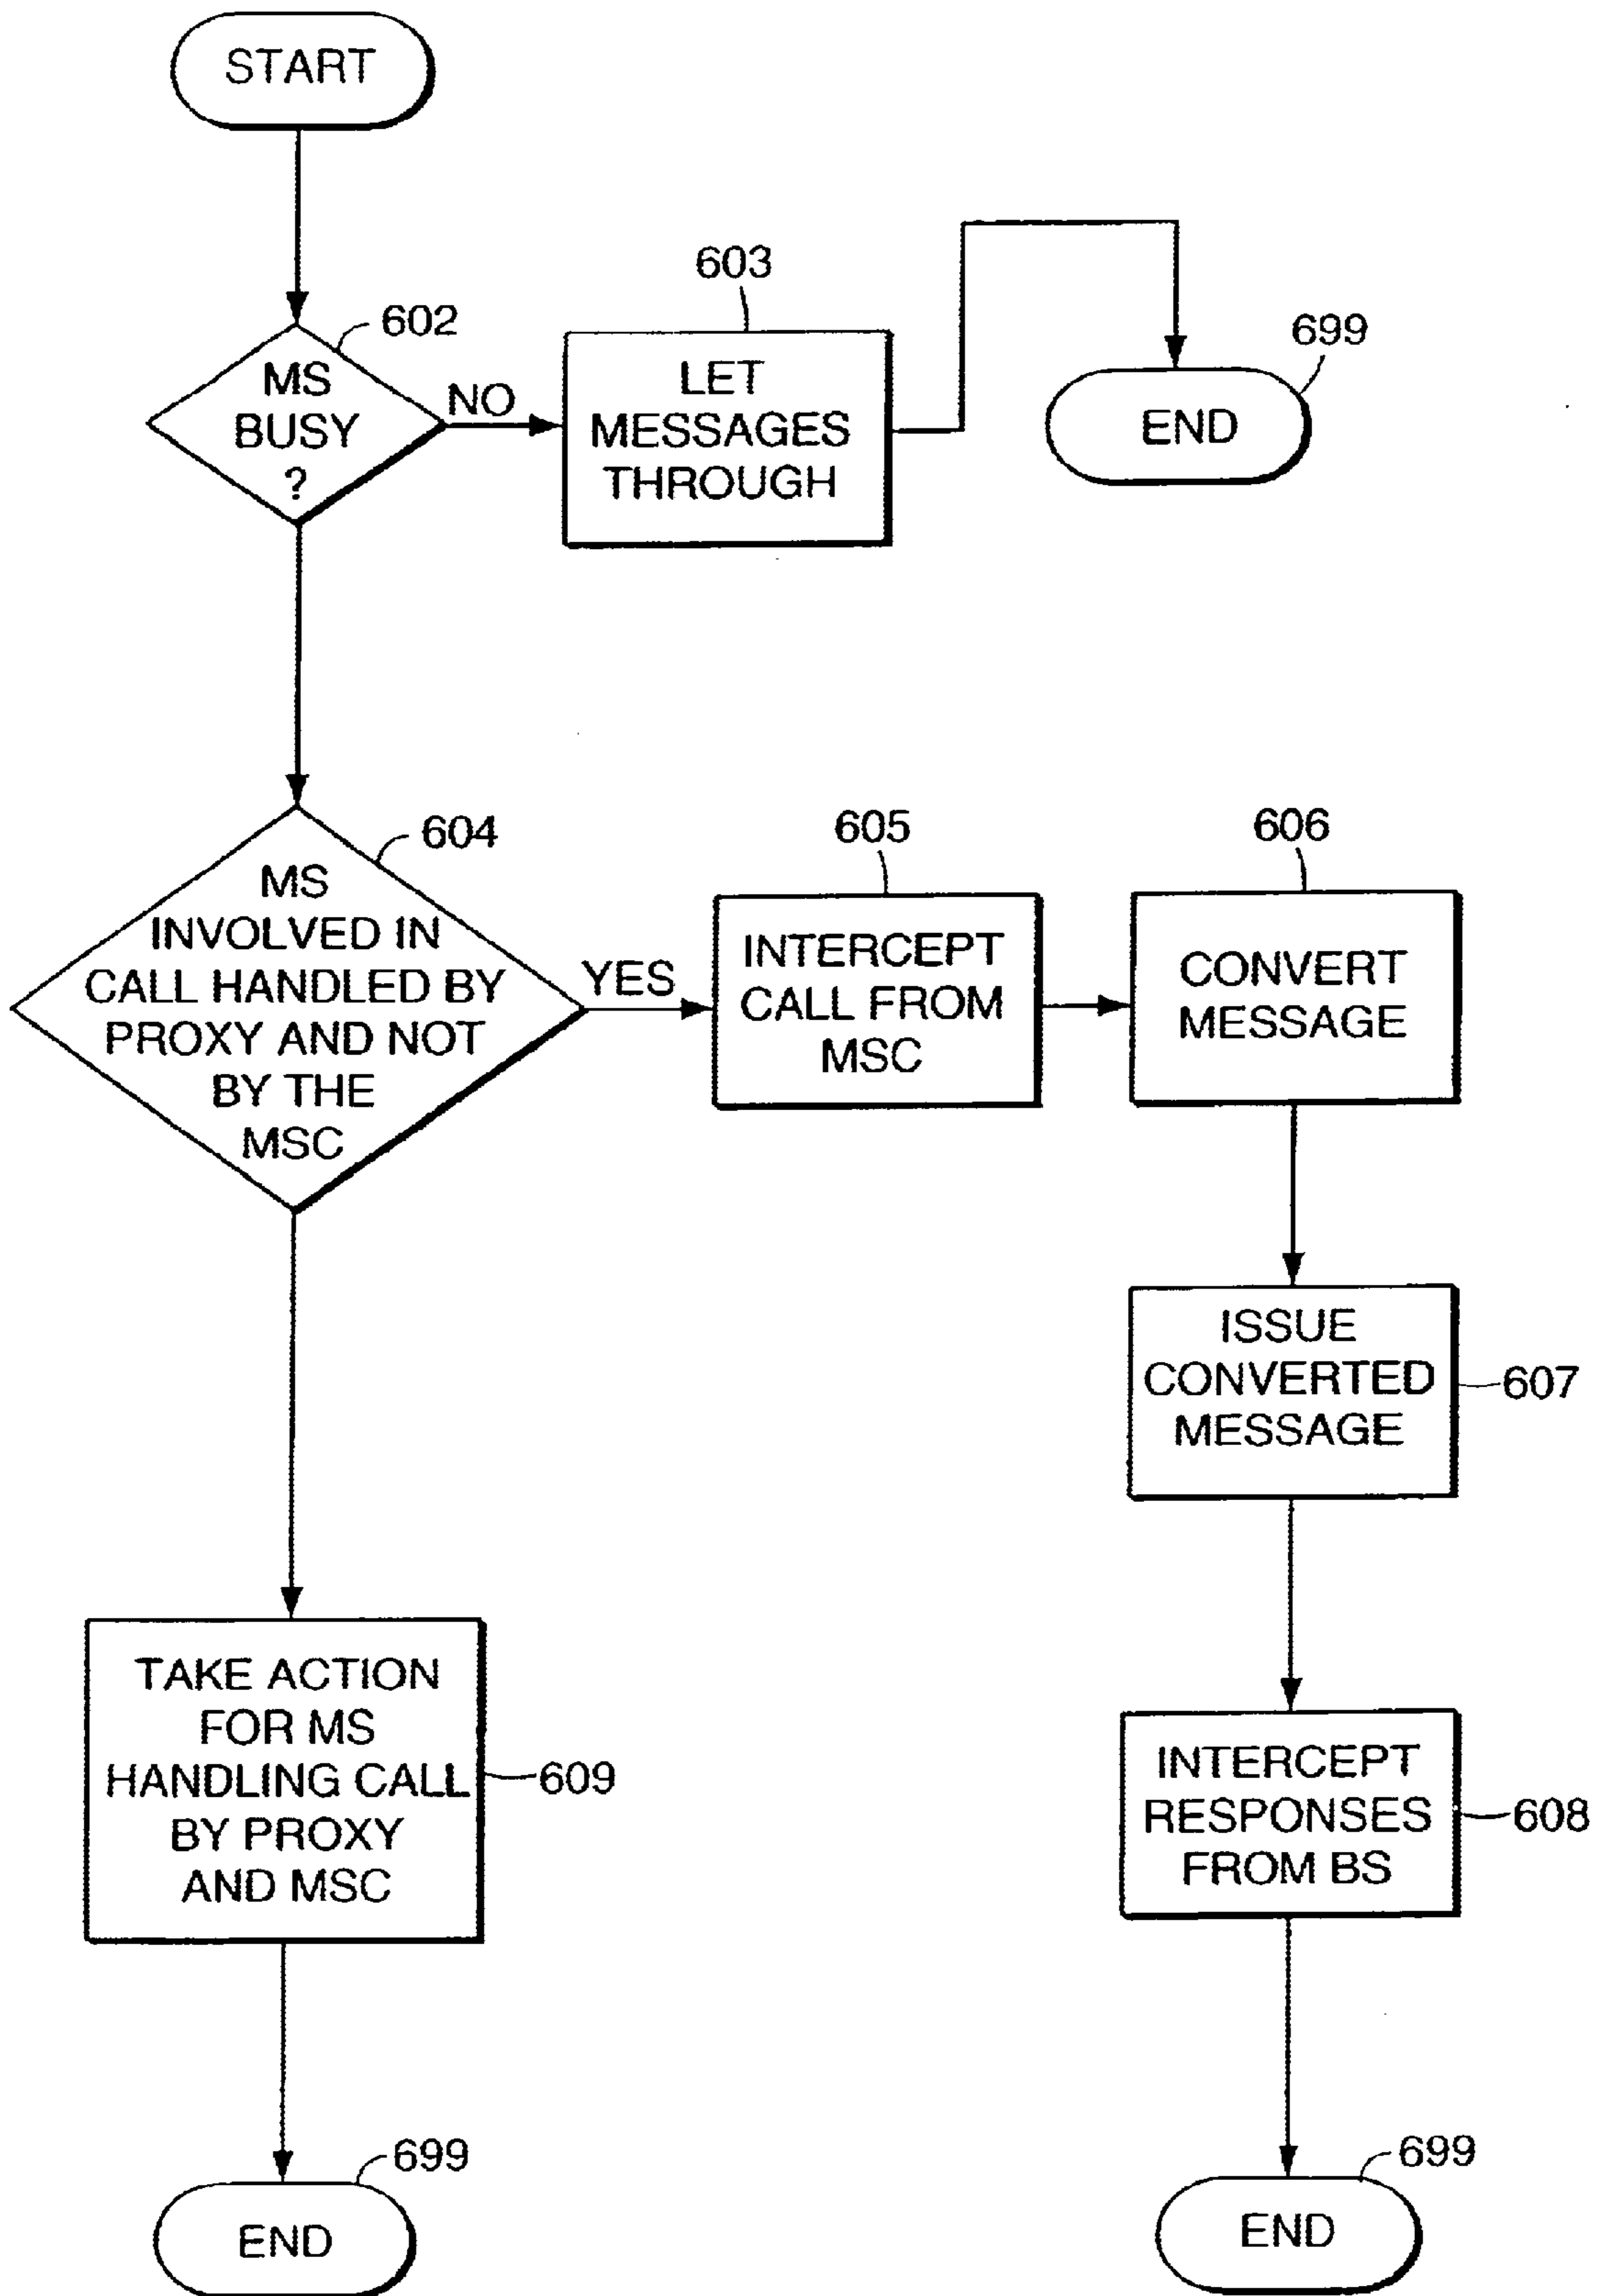 START
602
MS
BUSY
?
NO
603
LET
MESSAGES
THROUGH
699
END
604
MS
INVOLVED IN
CALL HANDLED BY
PROXY AND NOT
BY THE
MSC
YES
605
INTERCEPT
CALL FROM
MSC
606
CONVERT
MESSAGE
ISSUE
CONVERTED
MESSAGE
607
INTERCEPT
RESPONSES
FROM BS
608
699
END
TAKE ACTION
FOR MS
HANDLING CALL
BY PROXY
AND MSC
609
699
END